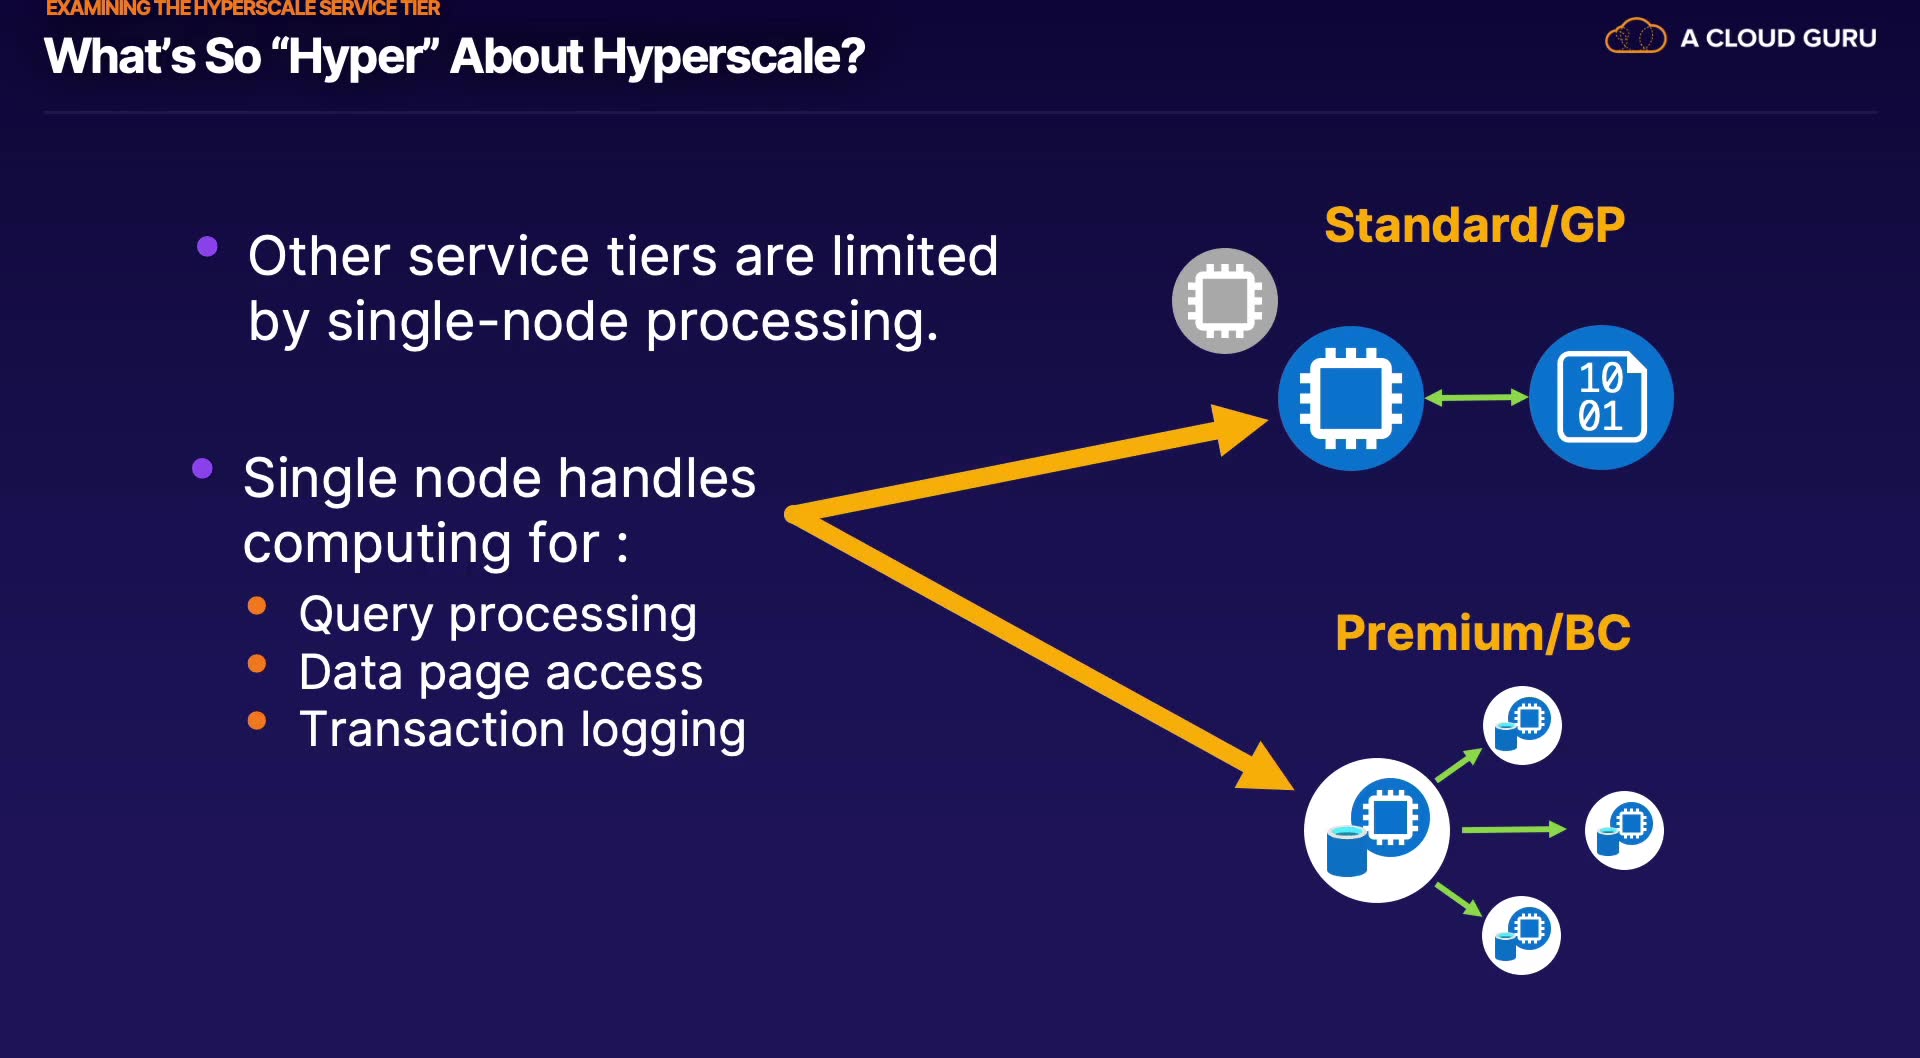 EXAMINING THE HYPERSCALE SERVICE TIER
What’s So “Hyper” About Hyperscale?
A CLOUD GURU
Other service tiers are limited
by single-node processing.
Single node handles
computing for :
Query processing
Data page access
Transaction logging
Standard/GP
10
01
Premium/BC